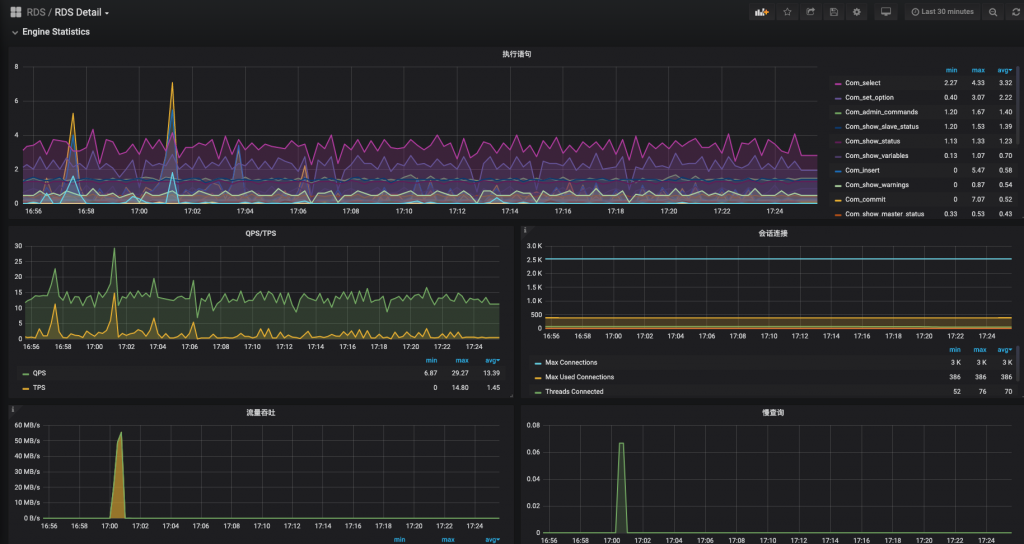 RDS / RDS Detail
Last 30 minutes
Engine Statistics
执行语句
8
6
4
2
0
16:56 16:58 17:00 17:02 17:04 17:06 17:08 17:10 17:12 17:14 17:16 17:18 17:20 17:22 17:24
min max avg
Com_select 2.27 4.33 3.32
Com_set_option 0.40 3.07 2.22
Com_admin_commands 1.20 1.67 1.40
Com_show_slave_status 1.20 1.53 1.39
Com_show_status 1.13 1.33 1.23
Com_show_variables 0.13 1.07 0.70
Com_insert 0 5.47 0.58
Com_show_warnings 0 0.87 0.54
Com_commit 0 7.07 0.52
Com_show_master_status 0.33 0.53 0.43
QPS/TPS
30
25
20
15
10
5
0
16:56 16:58 17:00 17:02 17:04 17:06 17:08 17:10 17:12 17:14 17:16 17:18 17:20 17:22 17:24
min max avg
QPS 6.87 29.27 13.39
TPS 0 14.80 1.45
会话连接
3.0 K
2.5 K
2.0 K
1.5 K
1.0 K
500
0
16:56 16:58 17:00 17:02 17:04 17:06 17:08 17:10 17:12 17:14 17:16 17:18 17:20 17:22 17:24
min max avg
Max Connections 3 K 3 K 3 K
Max Used Connections 386 386 386
Threads Connected 52 76 70
流量吞吐
60 MB/s
50 MB/s
40 MB/s
30 MB/s
20 MB/s
10 MB/s
0 B/s
16:56 16:58 17:00 17:02 17:04 17:06 17:08 17:10 17:12 17:14 17:16 17:18 17:20 17:22 17:24
min max avg
慢查询
0.08
0.06
0.04
0.02
0
16:56 16:58 17:00 17:02 17:04 17:06 17:08 17:10 17:12 17:14 17:16 17:18 17:20 17:22 17:24